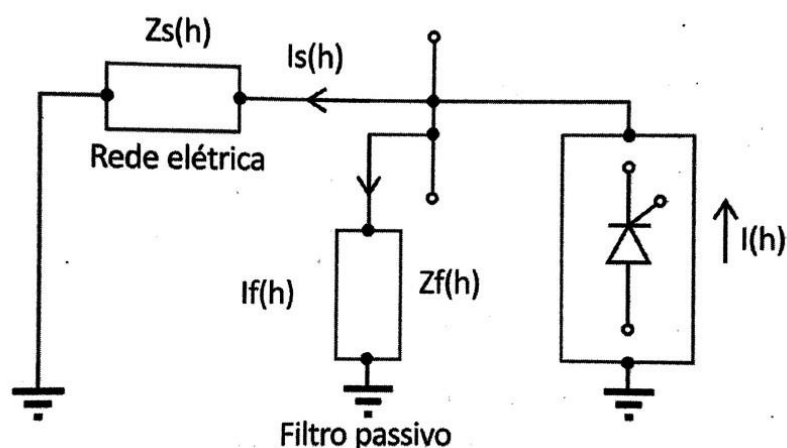 Zs(h)
Is(h)
Rede elétrica
If(h)
Zf(h)
I(h)
Filtro passivo